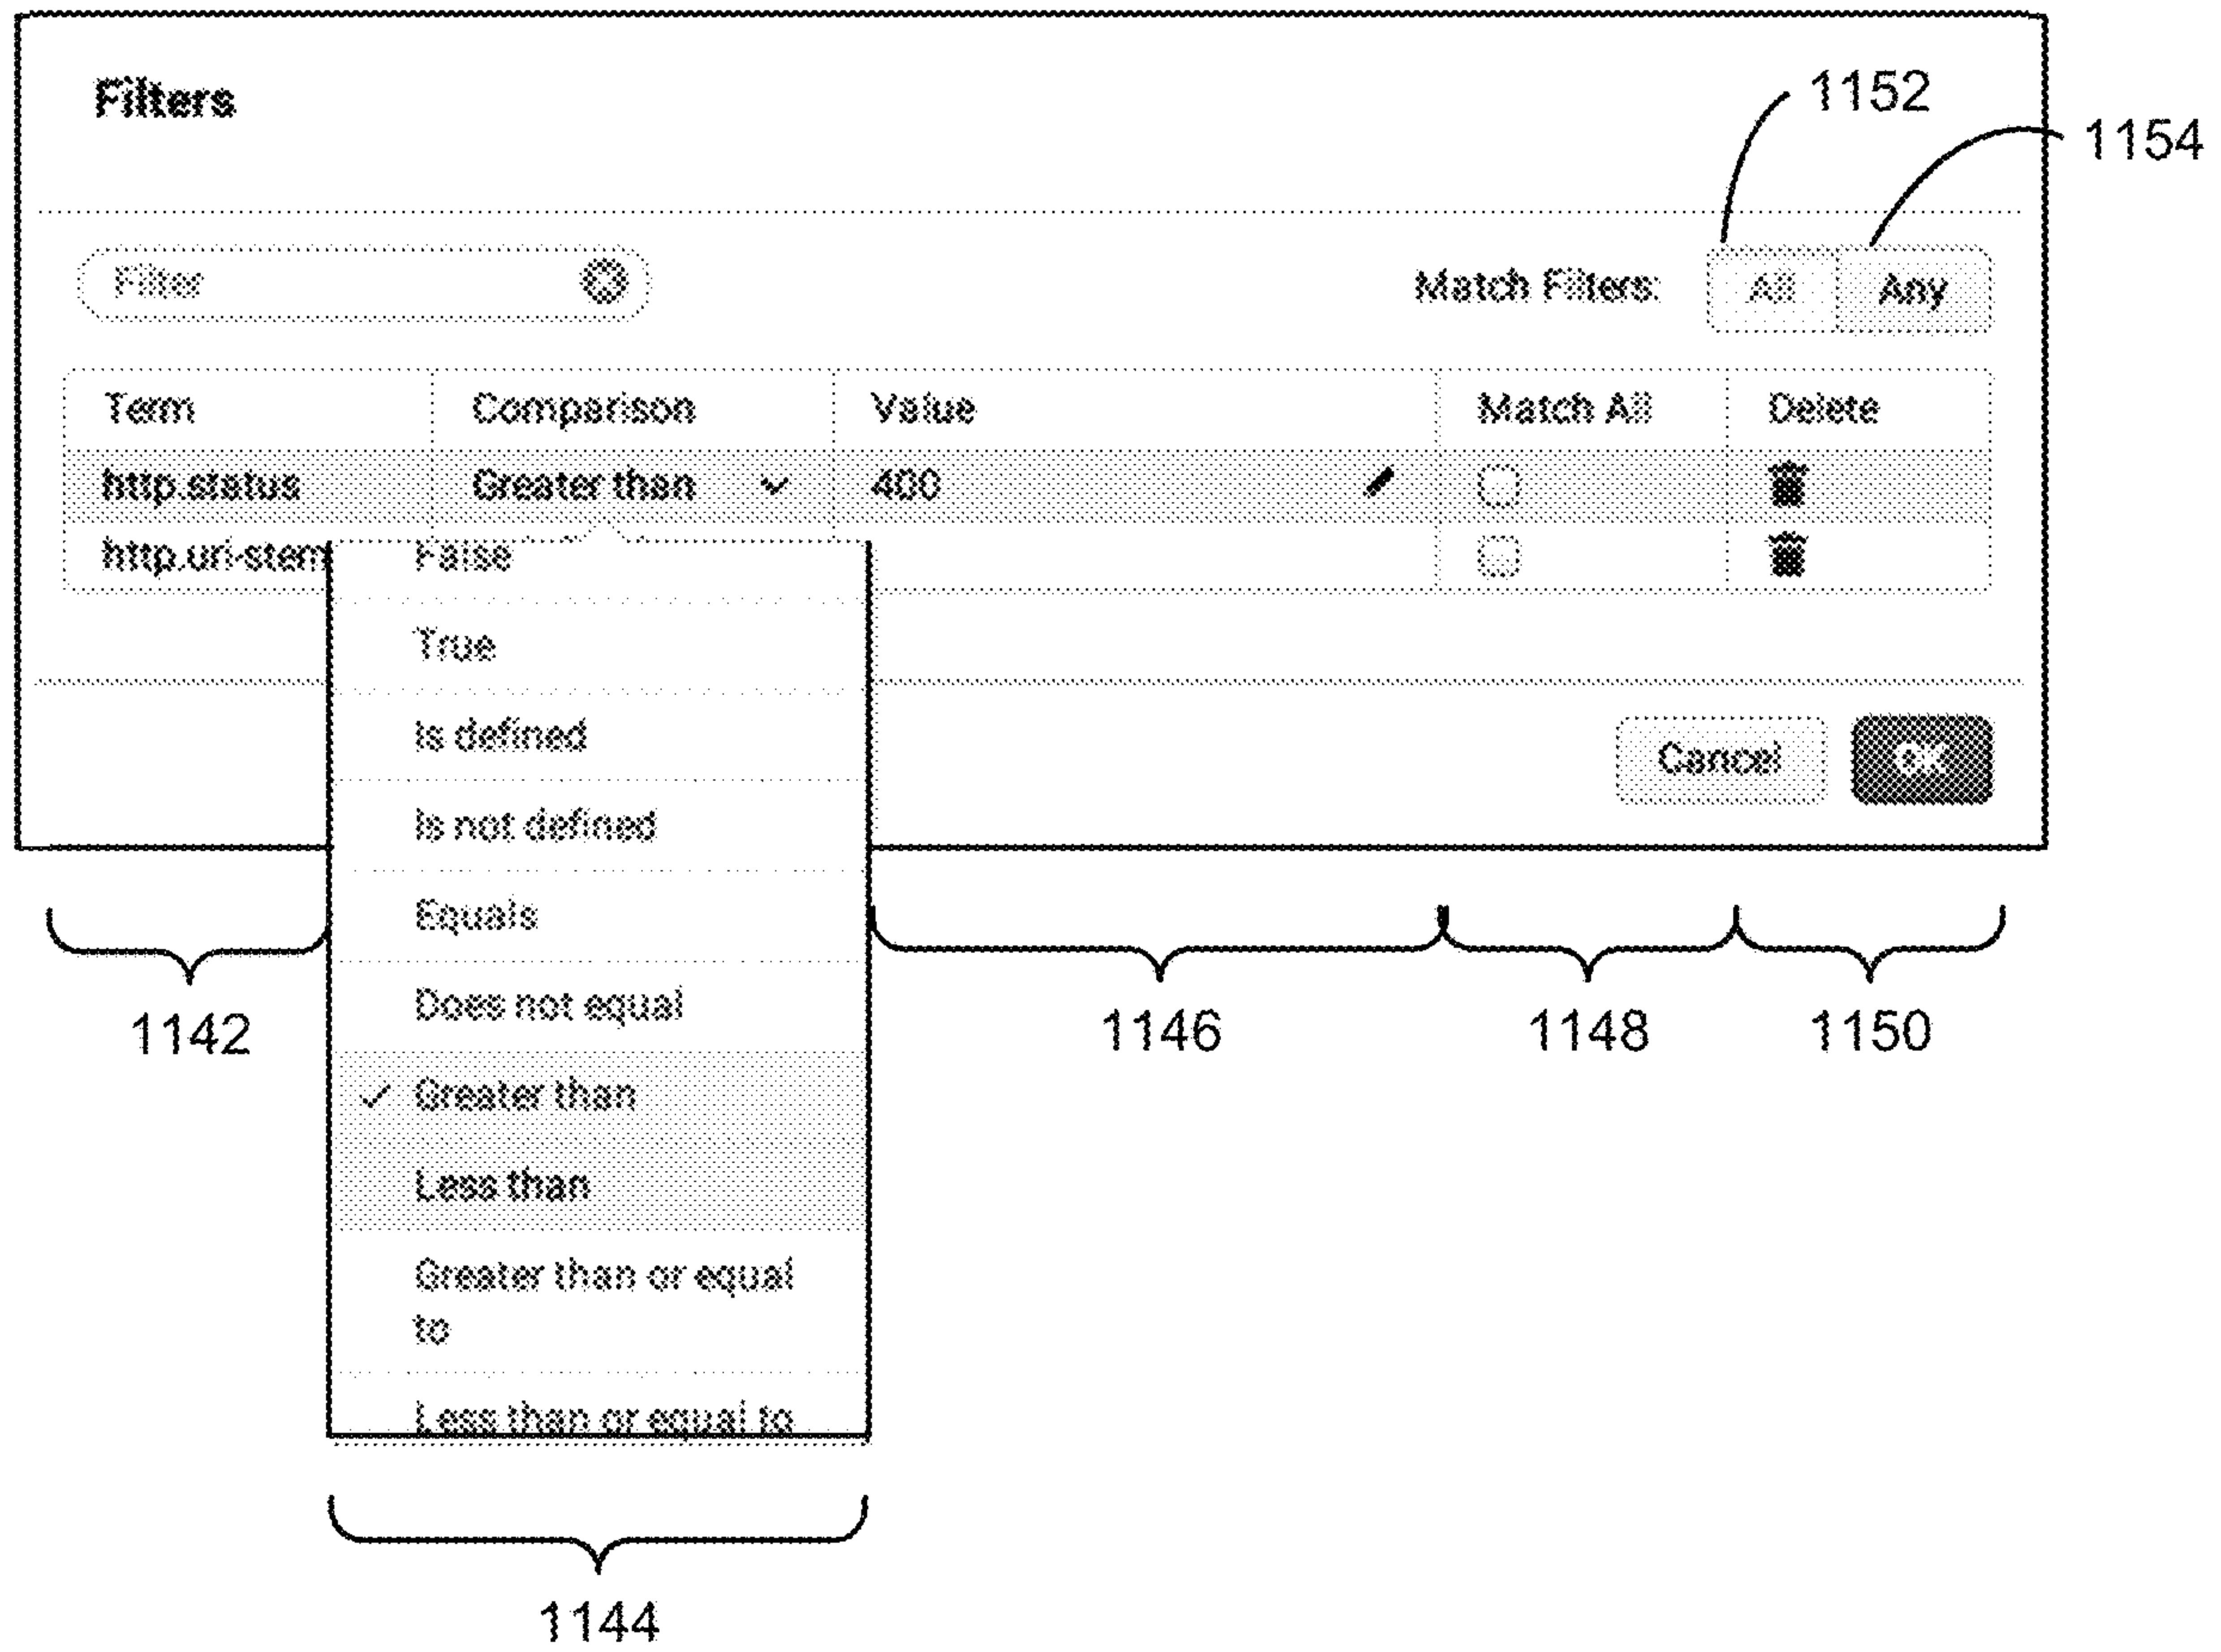 Filters
1152
1154
Filter
Match Filters:
All
Any
Term
Comparison
Value
Match All
Delete
http.status
Greater than
400
http.uri-stem
False
True
Is defined
Is not defined
Equals
Does not equal
Greater than
Less than
Greater than or equal
to
Less than or equal to
Cancel
OK
1142
1146
1148
1150
1144